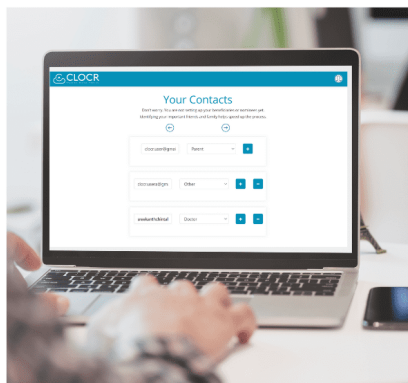 CLOCR
Your Contacts
Don't worry. You are not setting up your beneficiaries or executors yet.
Identifying your important friends and family helps speed up the process.
Parent
Other
Doctor